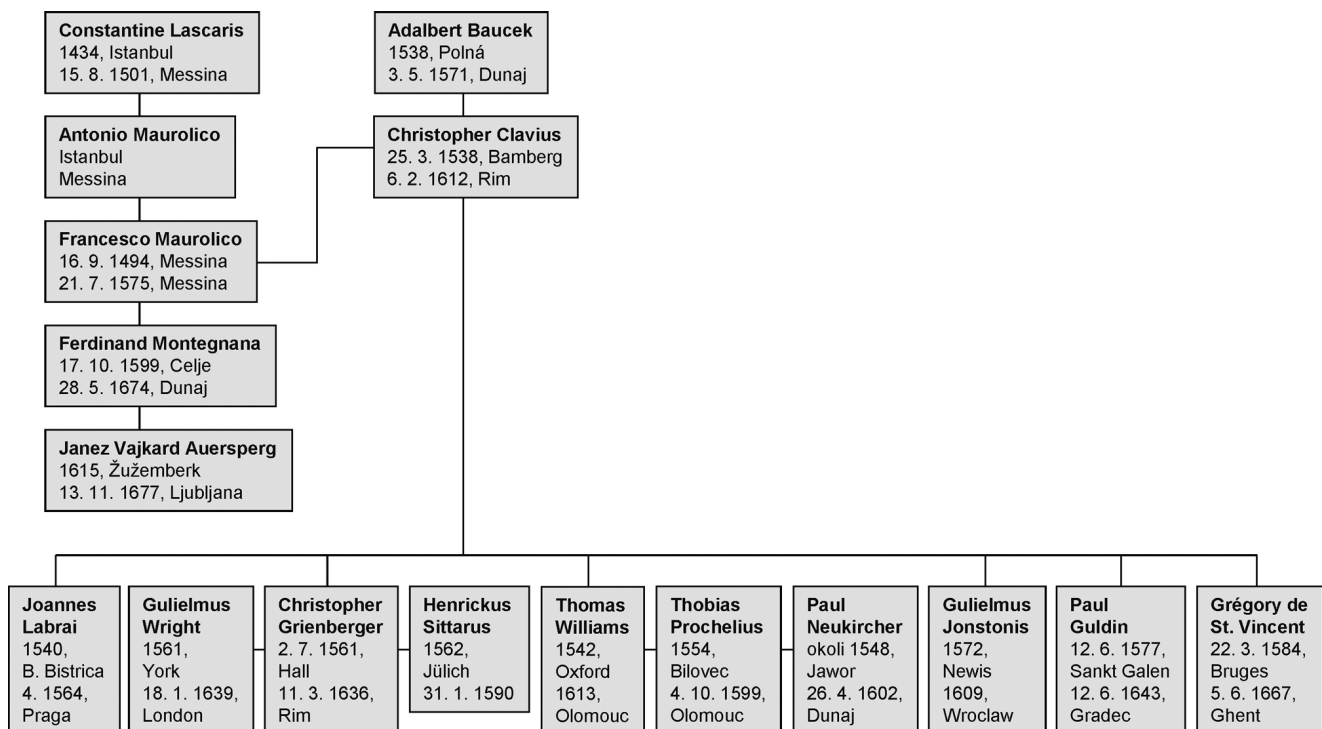 Constantine Lascaris
1434, Istanbul
15. 8. 1501, Messina
Adalbert Baucek
1538, Polná
3. 5. 1571, Dunaj
Antonio Maurolico
Istanbul
Messina
Christopher Clavius
25. 3. 1538, Bamberg
6. 2. 1612, Rim
Francesco Maurolico
16. 9. 1494, Messina
21. 7. 1575, Messina
Ferdinand Montegnana
17. 10. 1599, Celje
28. 5. 1674, Dunaj
Janez Vajkard Auersperg
1615, Žužemberk
13. 11. 1677, Ljubljana
Joannes
Labrai
1540,
B. Bistrica
4. 1564,
Praga
Gulielmus
Wright
1561,
York
18. 1. 1639,
London
Christopher
Grienberger
2. 7. 1561,
Hall
11. 3. 1636,
Rim
Henrickus
Sittarus
1562,
Jülich
31. 1. 1590
Thomas
Williams
1542,
Oxford
1613,
Olomouc
Thobias
Prochelius
1554,
Bilovec
4. 10. 1599,
Olomouc
Paul
Neukircher
okoli 1548,
Jawor
26. 4. 1602,
Dunaj
Gulielmus
Jonstonis
1572,
Newis
1609,
Wroclaw
Paul
Guldin
12. 6. 1577,
Sankt Galen
12. 6. 1643,
Gradec
Grégory de
St. Vincent
22. 3. 1584,
Bruges
5. 6. 1667,
Ghent